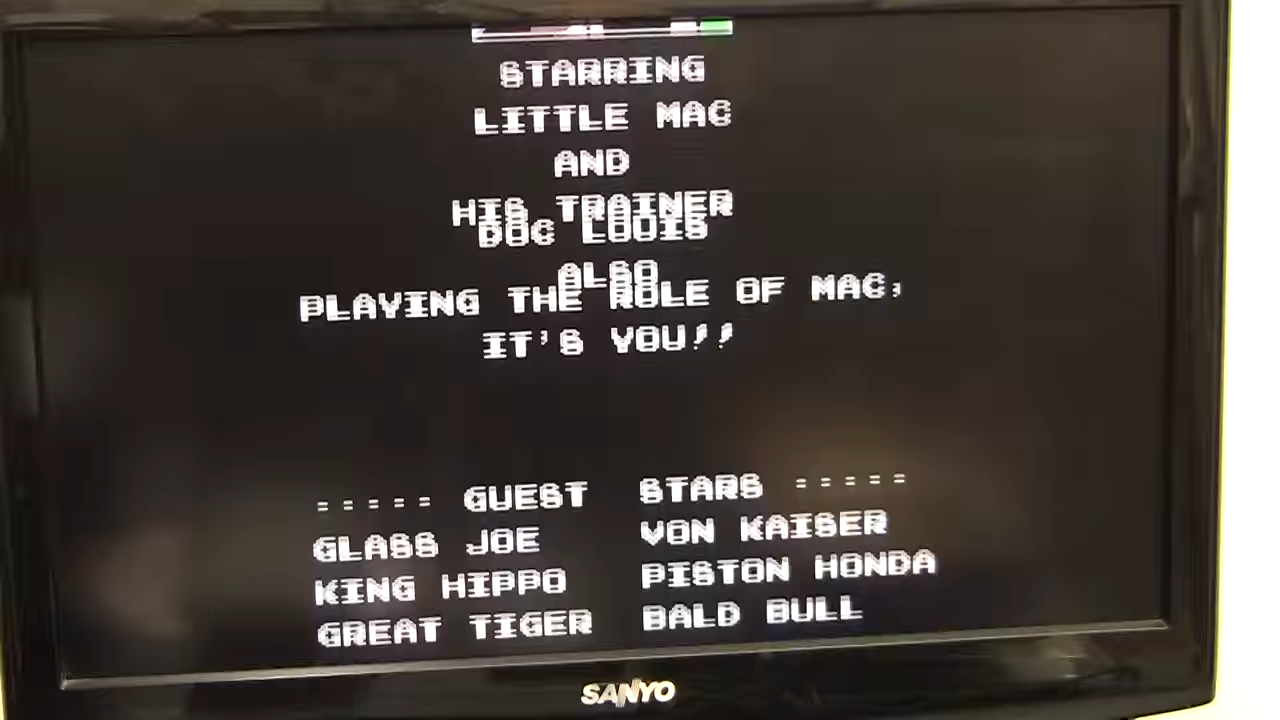 STARRING
LITTLE MAC
AND
HIS TRAINER
DOC LOUIS
ALSO
PLAYING THE ROLE OF MAC,
IT'S YOU!!
===== GUEST STARS =====
GLASS JOE VON KAISER
KING HIPPO PISTON HONDA
GREAT TIGER BALD BULL
SANYO